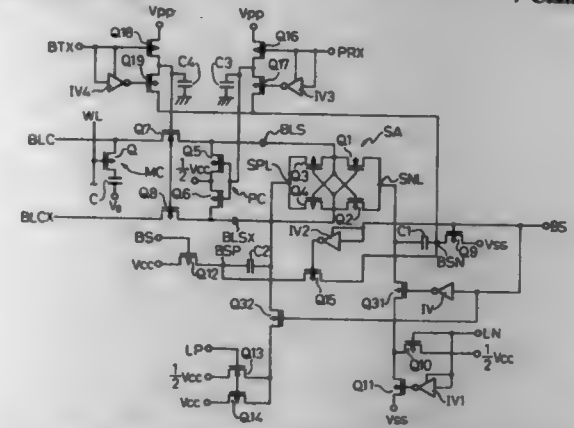 Vpp
Vpp
Q18
Q16
BTX
PRX
Q19
C4
C3
Q17
IV4
IV3
WL
BLC
Q7
BLS
Q
Q5
Q1
SA
MC
1/2 Vcc
SPL
Q3
SNL
C
Q8
Q6
PC
Q4
VB
Q2
BLCX
BLSX
IV2
C1
BS
BS
BSP
C2
Q9
Vss
BSN
Vcc
Q12
Q15
Q31
IV
Q32
LN
LP
Q13
Q10
1/2 Vcc
1/2 Vcc
Q11
IV1
Vcc
Q14
Vss